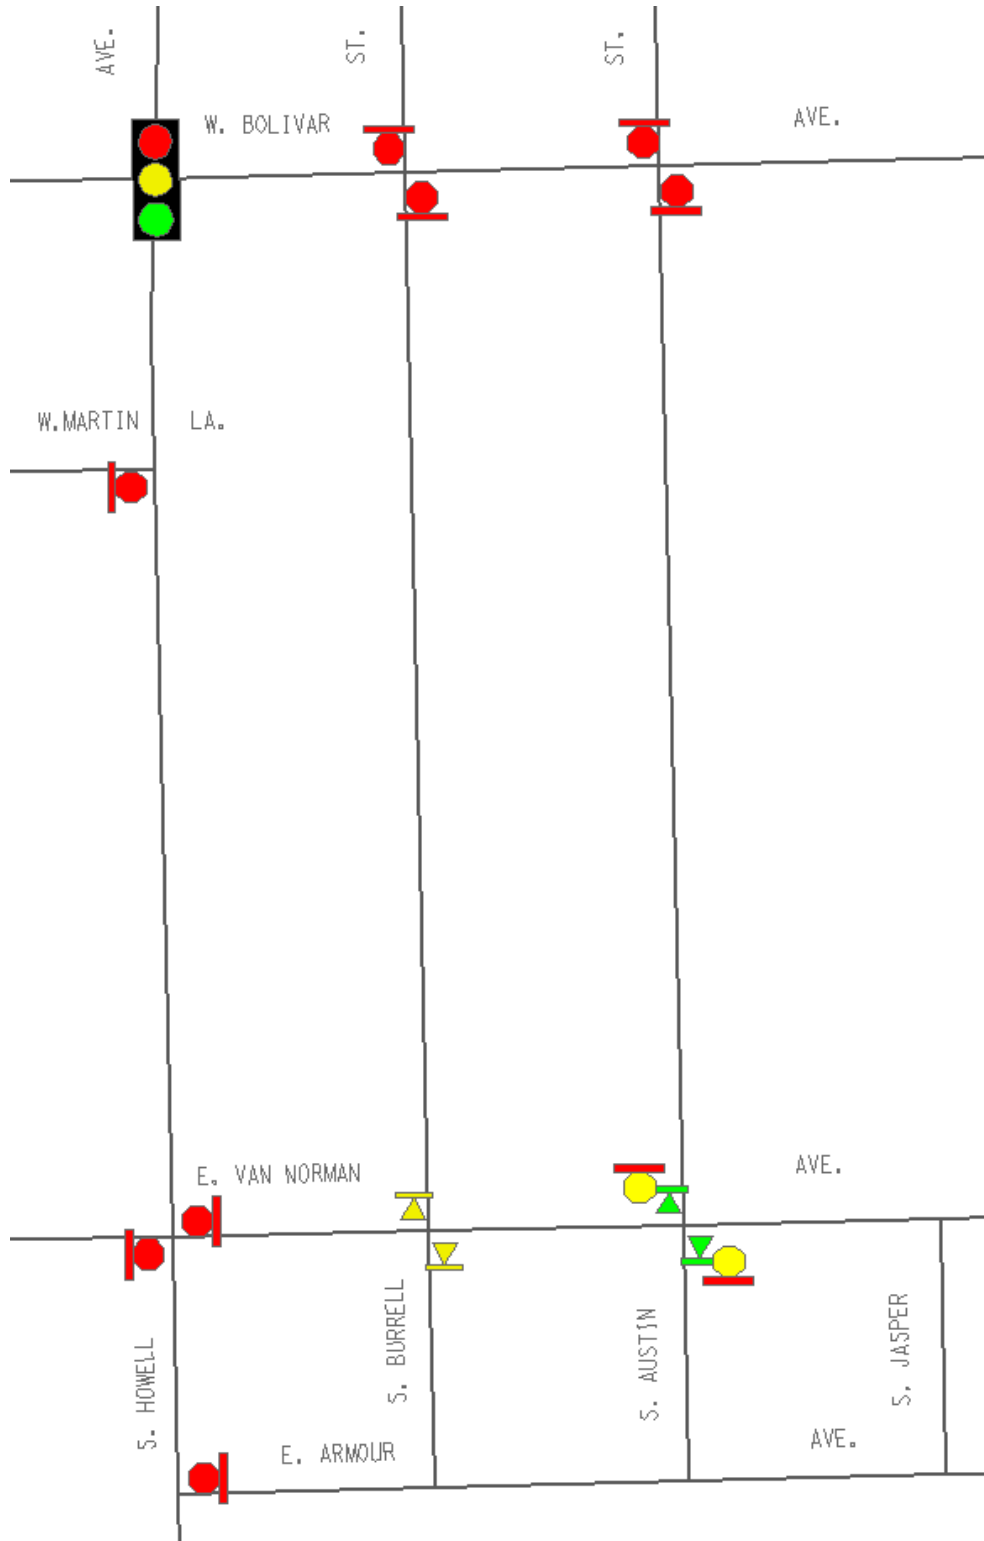 AVE.
ST.
ST.
W. BOLIVAR
AVE.
W.MARTIN LA.
E. VAN NORMAN
AVE.
S. HOWELL
S. BURRELL
S. AUSTIN
S. JASPER
E. ARMOUR
AVE.